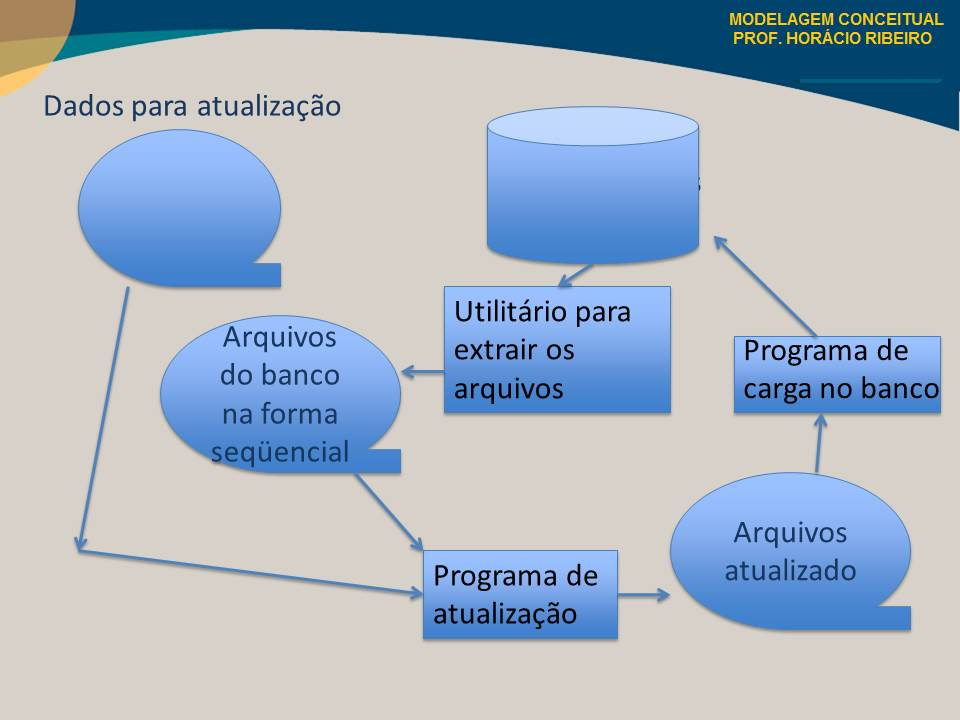 MODELAGEM CONCEITUAL
PROF. HORÁCIO RIBEIRO
Dados para atualização
Utilitário para
extrair os
arquivos
Arquivos
do banco
na forma
seqüencial
Programa de
carga no banco
Arquivos
atualizado
Programa de
atualização